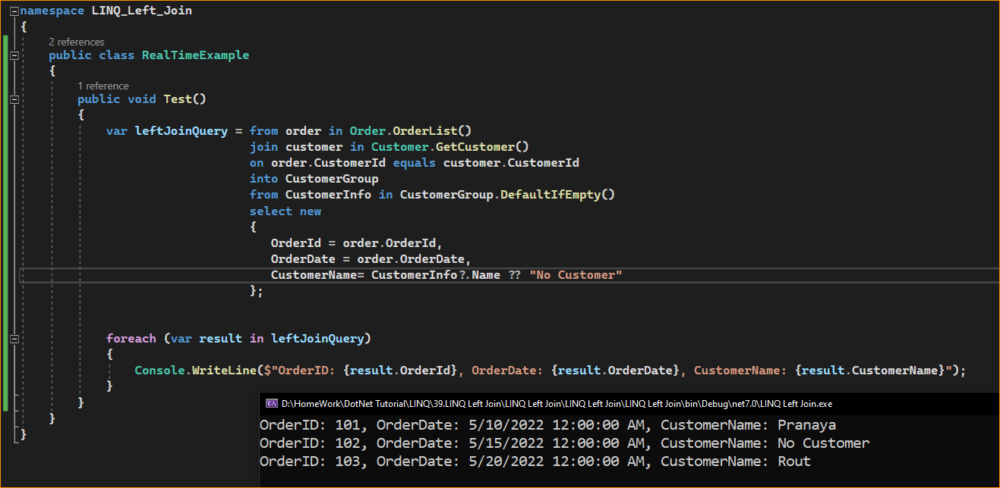 namespace LINQ_Left_Join
{
2 references
public class RealTimeExample
{
1 reference
public void Test()
{
var leftJoinQuery = from order in Order.OrderList()
join customer in Customer.GetCustomer()
on order.CustomerId equals customer.CustomerId
into CustomerGroup
from CustomerInfo in CustomerGroup.DefaultIfEmpty()
select new
{
OrderId = order.OrderId,
OrderDate = order.OrderDate,
CustomerName= CustomerInfo?.Name ?? "No Customer"
};
foreach (var result in leftJoinQuery)
{
Console.WriteLine($"OrderID: {result.OrderId}, OrderDate: {result.OrderDate}, CustomerName: {result.CustomerName}");
}
}
}
}
D:\HomeWork\DotNet Tutorial\LINQ\39.LINQ Left Join\LINQ Left Join\LINQ Left Join\LINQ Left Join\bin\Debug\net7.0\LINQ Left Join.exe
OrderID: 101, OrderDate: 5/10/2022 12:00:00 AM, CustomerName: Pranaya
OrderID: 102, OrderDate: 5/15/2022 12:00:00 AM, CustomerName: No Customer
OrderID: 103, OrderDate: 5/20/2022 12:00:00 AM, CustomerName: Rout